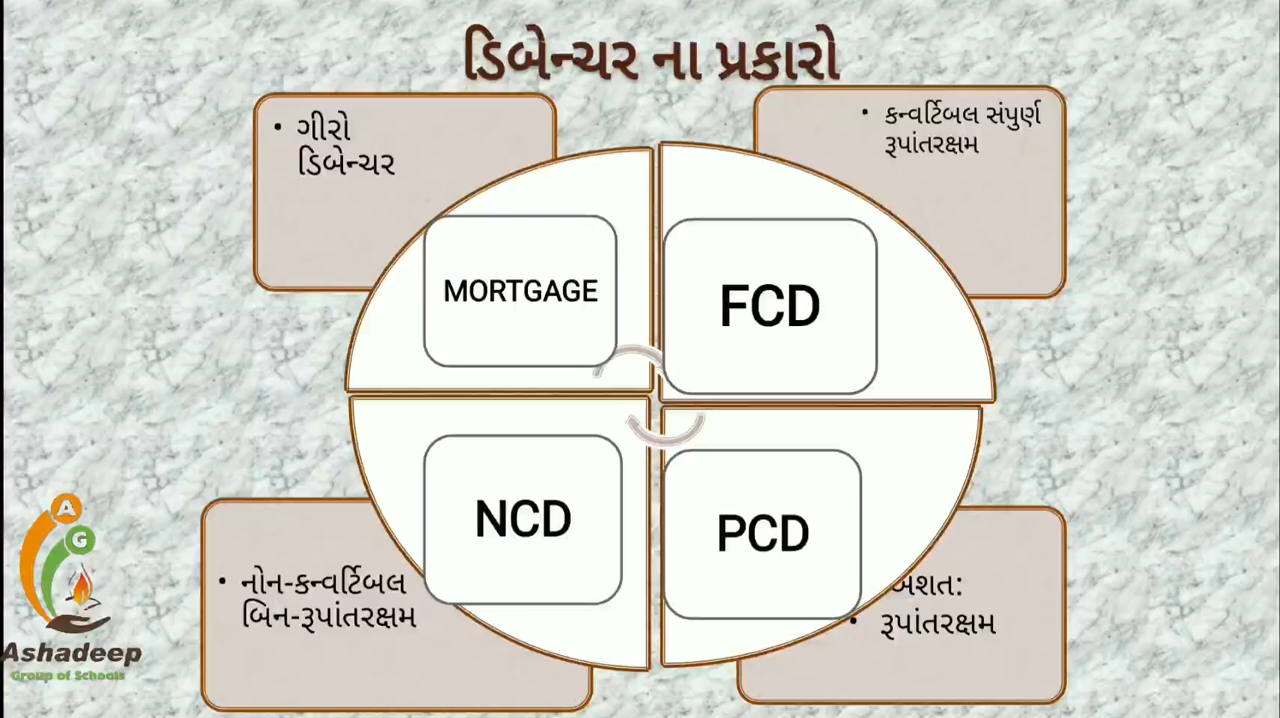 ડિબેન્ચર ના પ્રકારો
• ગીરો
ડિબેન્ચર
• કન્વર્ટિબલ સંપુર્ણ
રૂપાંતરક્ષમ
MORTGAGE
FCD
NCD
PCD
• નોન-કન્વર્ટિબલ
બિન-રૂપાંતરક્ષમ
• રૂપાંતરક્ષમ
A
G
Ashadeep
Group of Schools